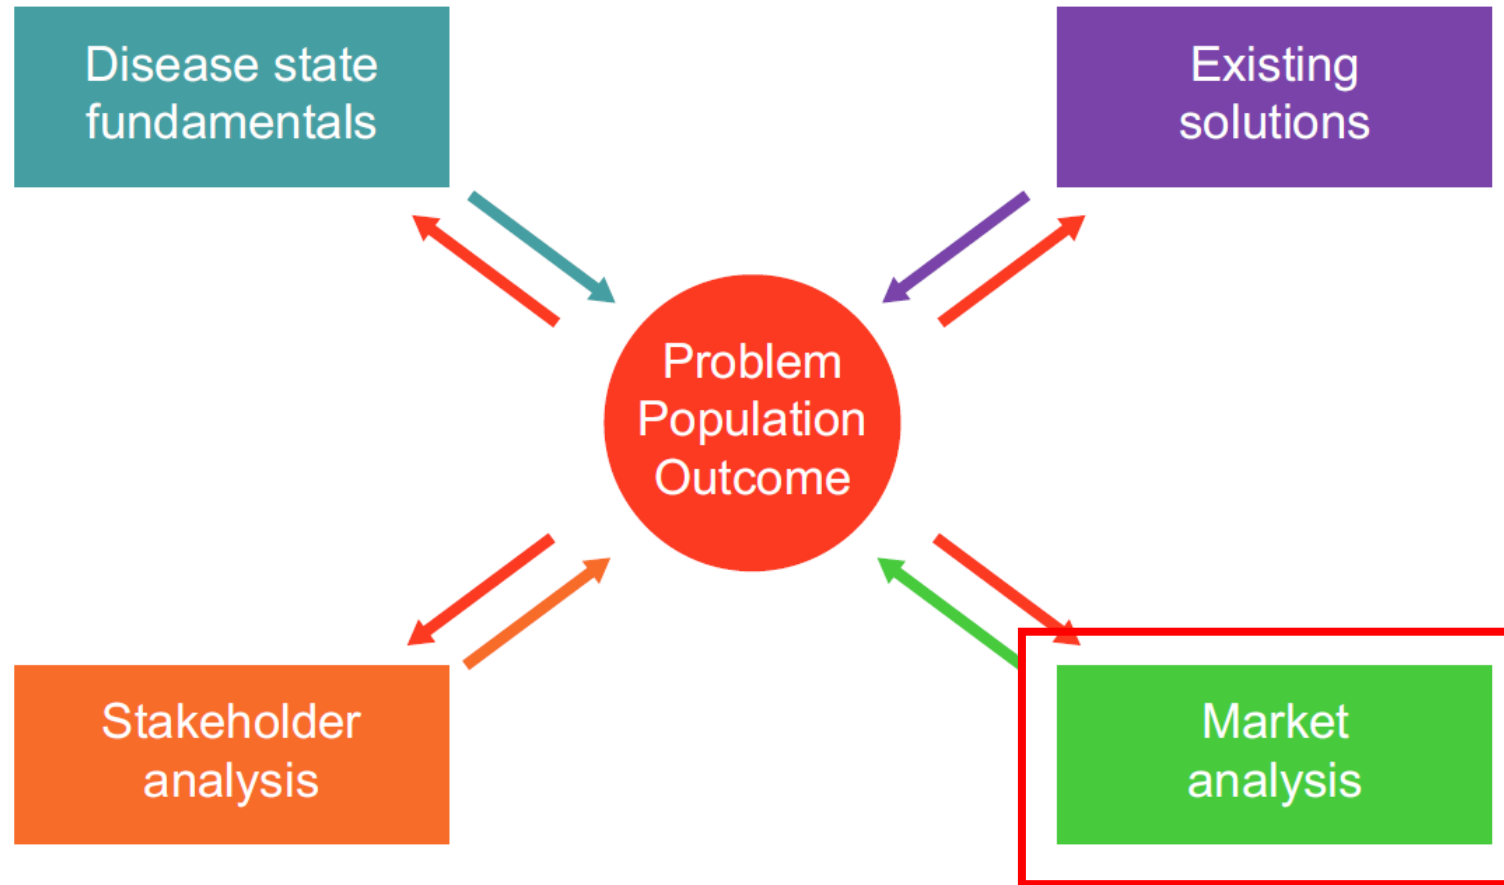 Disease state
fundamentals
Existing
solutions
Problem
Population
Outcome
Stakeholder
analysis
Market
analysis